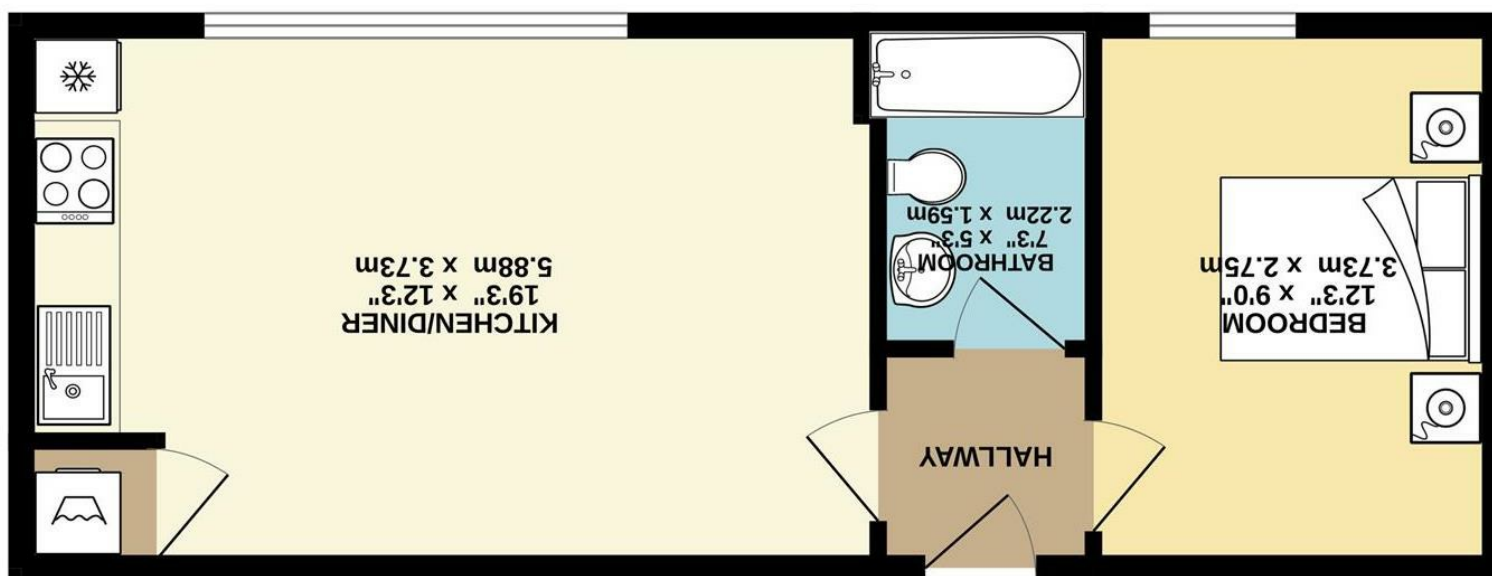 KITCHEN/DINER
19'3" x 12'3"
5.88m x 3.73m
BATHROOM
7'3" x 5'3"
2.22m x 1.59m
BEDROOM
12'3" x 9'0"
3.73m x 2.75m
HALLWAY